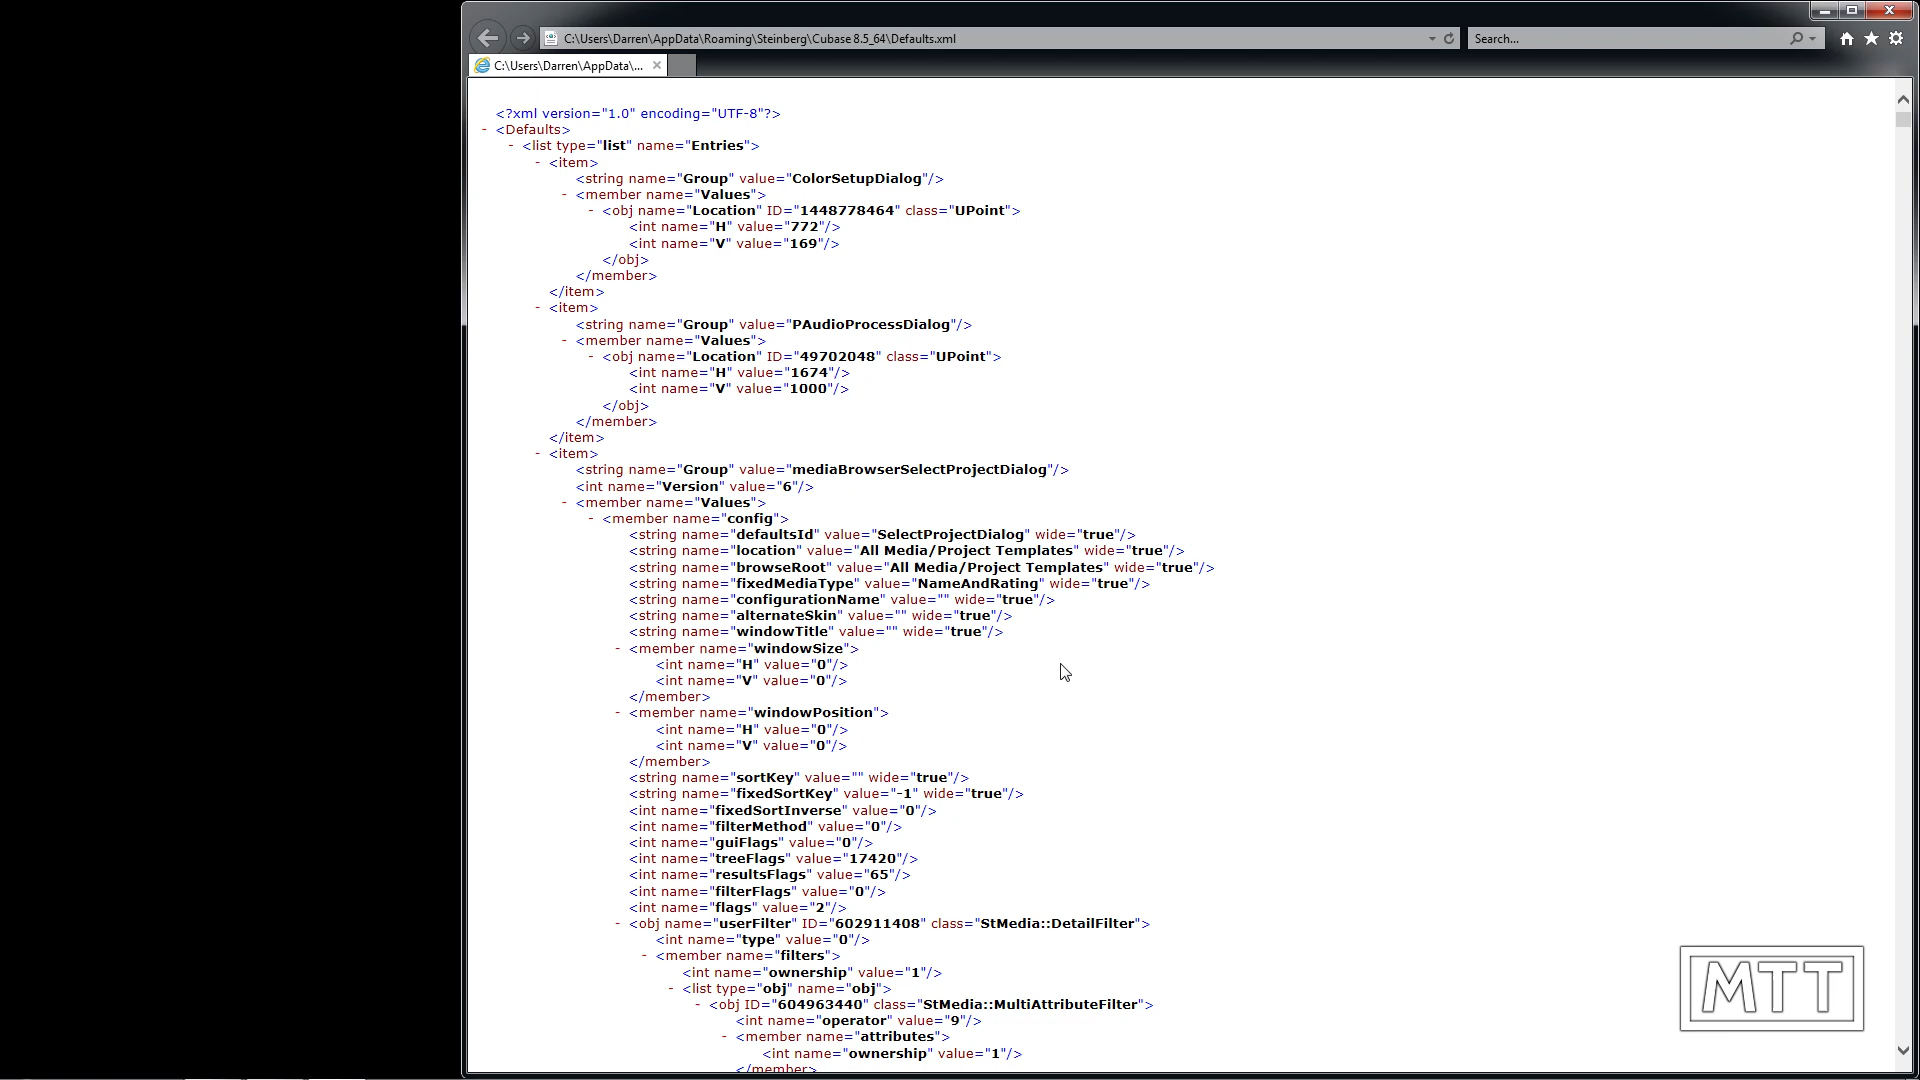 C:\Users\Darren\AppData\Roaming\Steinberg\Cubase 8.5_64\Defaults.xml
Search...
C:\Users\Darren\AppData\...
<?xml version="1.0" encoding="UTF-8"?>
- <Defaults>
- <list type="list" name="Entries">
- <item>
<string name="Group" value="ColorSetupDialog"/>
- <member name="Values">
- <obj name="Location" ID="1448778464" class="UPoint">
<int name="H" value="772"/>
<int name="V" value="169"/>
</obj>
</member>
</item>
- <item>
<string name="Group" value="PAudioProcessDialog"/>
- <member name="Values">
- <obj name="Location" ID="49702048" class="UPoint">
<int name="H" value="1674"/>
<int name="V" value="1000"/>
</obj>
</member>
</item>
- <item>
<string name="Group" value="mediaBrowserSelectProjectDialog"/>
<int name="Version" value="6"/>
- <member name="Values">
- <member name="config">
<string name="defaultsId" value="SelectProjectDialog" wide="true"/>
<string name="location" value="All Media/Project Templates" wide="true"/>
<string name="browseRoot" value="All Media/Project Templates" wide="true"/>
<string name="fixedMediaType" value="NameAndRating" wide="true"/>
<string name="configurationName" value="" wide="true"/>
<string name="alternateSkin" value="" wide="true"/>
<string name="windowTitle" value="" wide="true"/>
- <member name="windowSize">
<int name="H" value="0"/>
<int name="V" value="0"/>
</member>
- <member name="windowPosition">
<int name="H" value="0"/>
<int name="V" value="0"/>
</member>
<string name="sortKey" value="" wide="true"/>
<string name="fixedSortKey" value="-1" wide="true"/>
<int name="fixedSortInverse" value="0"/>
<int name="filterMethod" value="0"/>
<int name="guiFlags" value="0"/>
<int name="treeFlags" value="17420"/>
<int name="resultsFlags" value="65"/>
<int name="filterFlags" value="0"/>
<int name="flags" value="2"/>
- <obj name="userFilter" ID="602911408" class="StMedia::DetailFilter">
<int name="type" value="0"/>
- <member name="filters">
<int name="ownership" value="1"/>
- <list type="obj" name="obj">
- <obj ID="604963440" class="StMedia::MultiAttributeFilter">
<int name="operator" value="9"/>
- <member name="attributes">
<int name="ownership" value="1"/>
</member>
MTT